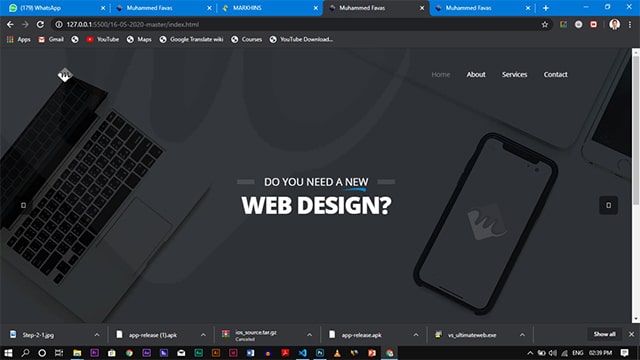 (179) WhatsApp
Muhammed Favas
MARKHINS
Muhammed Favas
Muhammed Favas
127.0.0.1:5500/16-05-2020-master/index.html
Apps
Gmail
YouTube
Maps
Google Translate wiki
Courses
YouTube Download...
Home
About
Services
Contact
DO YOU NEED A NEW
WEB DESIGN?
Step-2-1.jpg
app-release (1).apk
ios_source.tar.gz
Canceled
app-release.apk
vs_ultimateweb.exe
Show all
ENG
02:39 PM